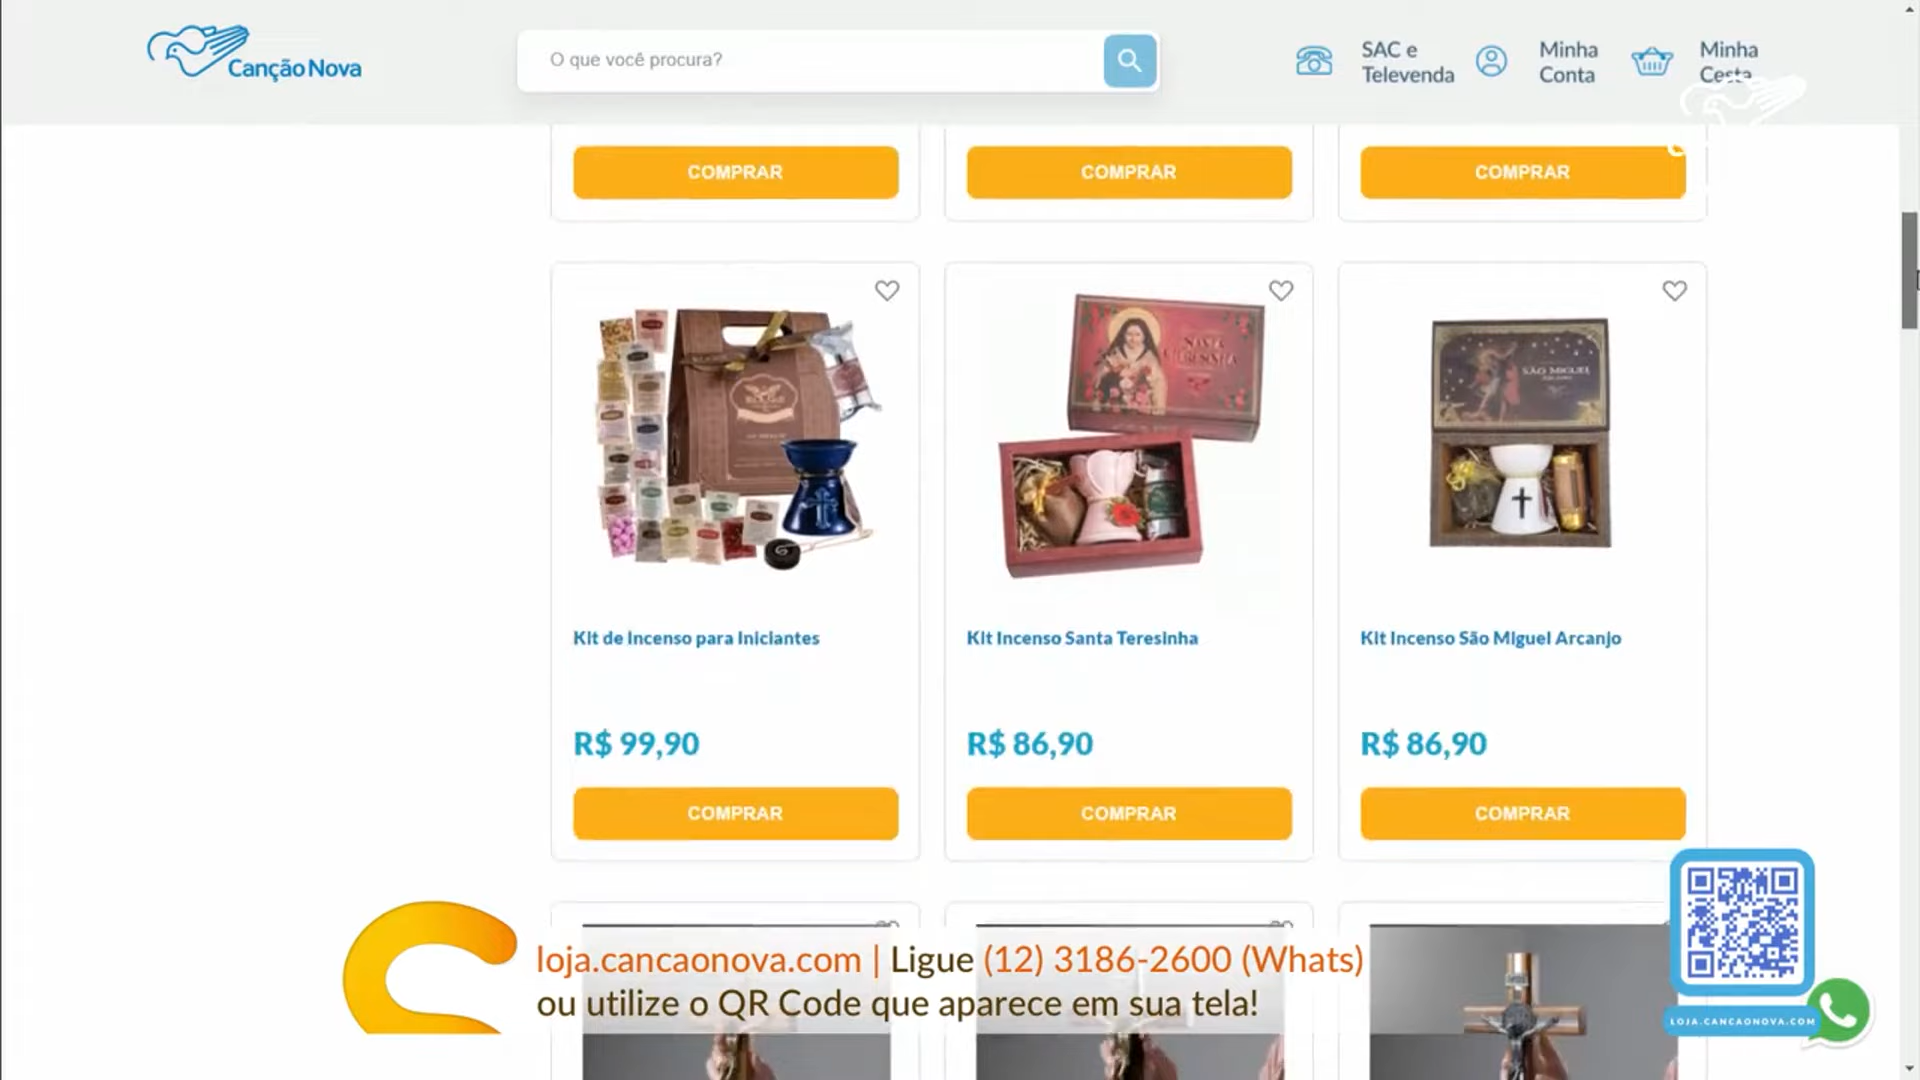 Canção Nova
O que você procura?
SAC e
Televenda
Minha
Conta
Minha
Cesta
COMPRAR
COMPRAR
COMPRAR
SÃO MIGUEL
Kit de Incenso para Iniciantes
Kit Incenso Santa Teresinha
Kit Incenso São Miguel Arcanjo
R$ 99,90
R$ 86,90
R$ 86,90
COMPRAR
COMPRAR
COMPRAR
loja.cancaonova.com | Ligue (12) 3186-2600 (Whats)
ou utilize o QR Code que aparece em sua tela!
LOJA.CANCAONOVA.COM